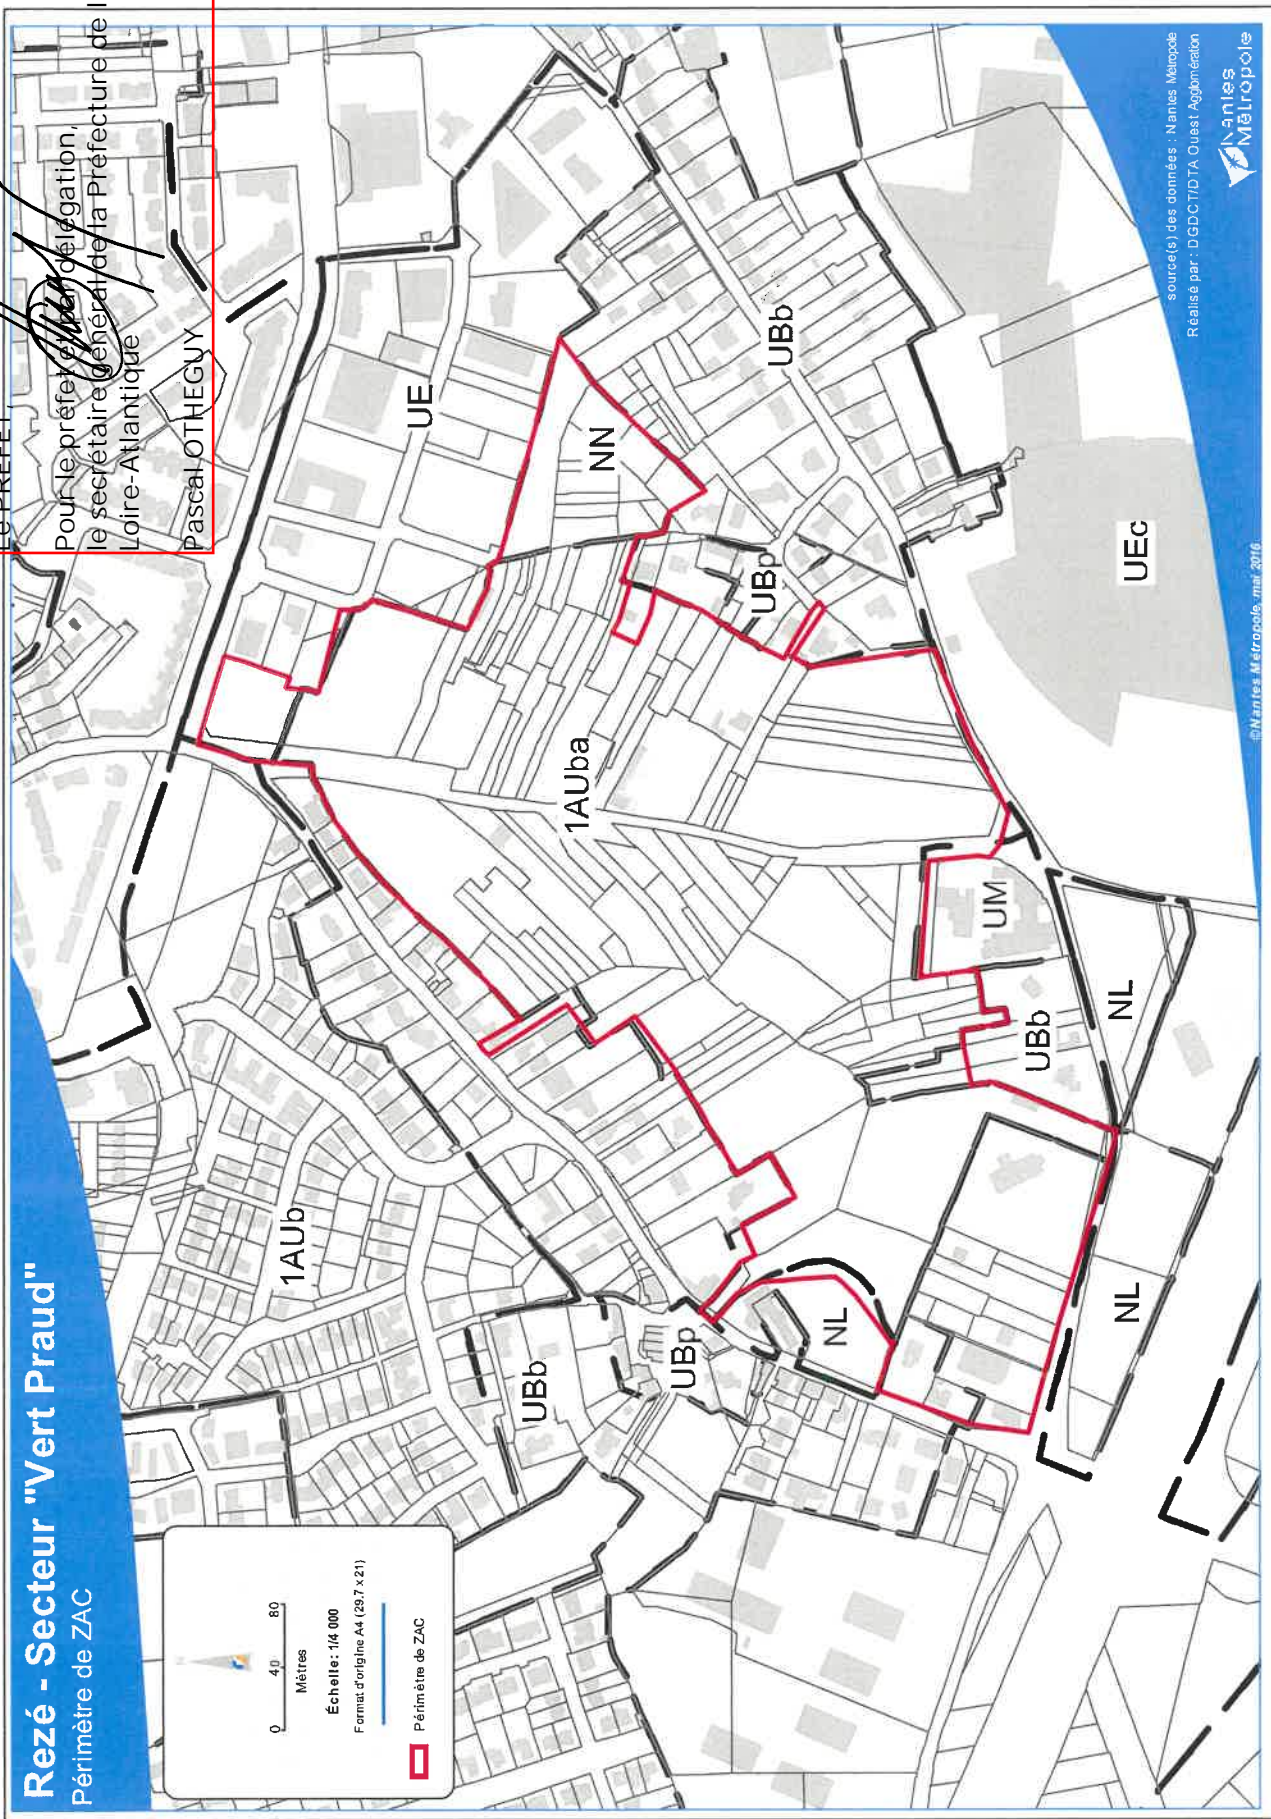 Rezé - Secteur "Vert Praud"
Périmètre de ZAC
Pour le préfet et par délégation,
le secrétaire général de la Préfecture de l
Loire-Atlantique
Pascal OTHEGUY
0 40 80
Mètres
Échelle: 1/4 000
Format d'origine A4 (29,7 x 21)
Périmètre de ZAC
1AUb
UBb
UBp
NL
1AUba
UE
NN
UBp
UBb
UM
UBb
NL
NL
UEc
source(s) des données : Nantes Métropole
Réalisé par : DGDCT/DTA Ouest Agglomération
Nantes
Métropole
©Nantes Métropole, mai 2016